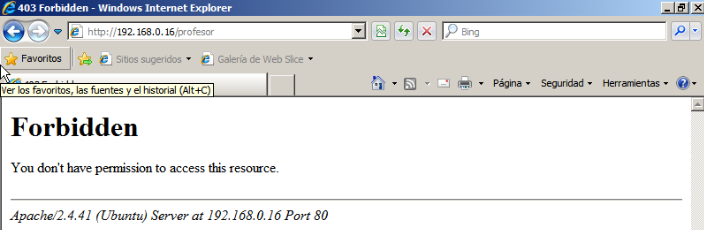 403 Forbidden - Windows Internet Explorer
http://192.168.0.16/profesor
Bing
Favoritos
Sitios sugeridos
Galería de Web Slice
Página
Seguridad
Herramientas
Ver los favoritos, las fuentes y el historial (Alt+C)
Forbidden
You don't have permission to access this resource.
Apache/2.4.41 (Ubuntu) Server at 192.168.0.16 Port 80